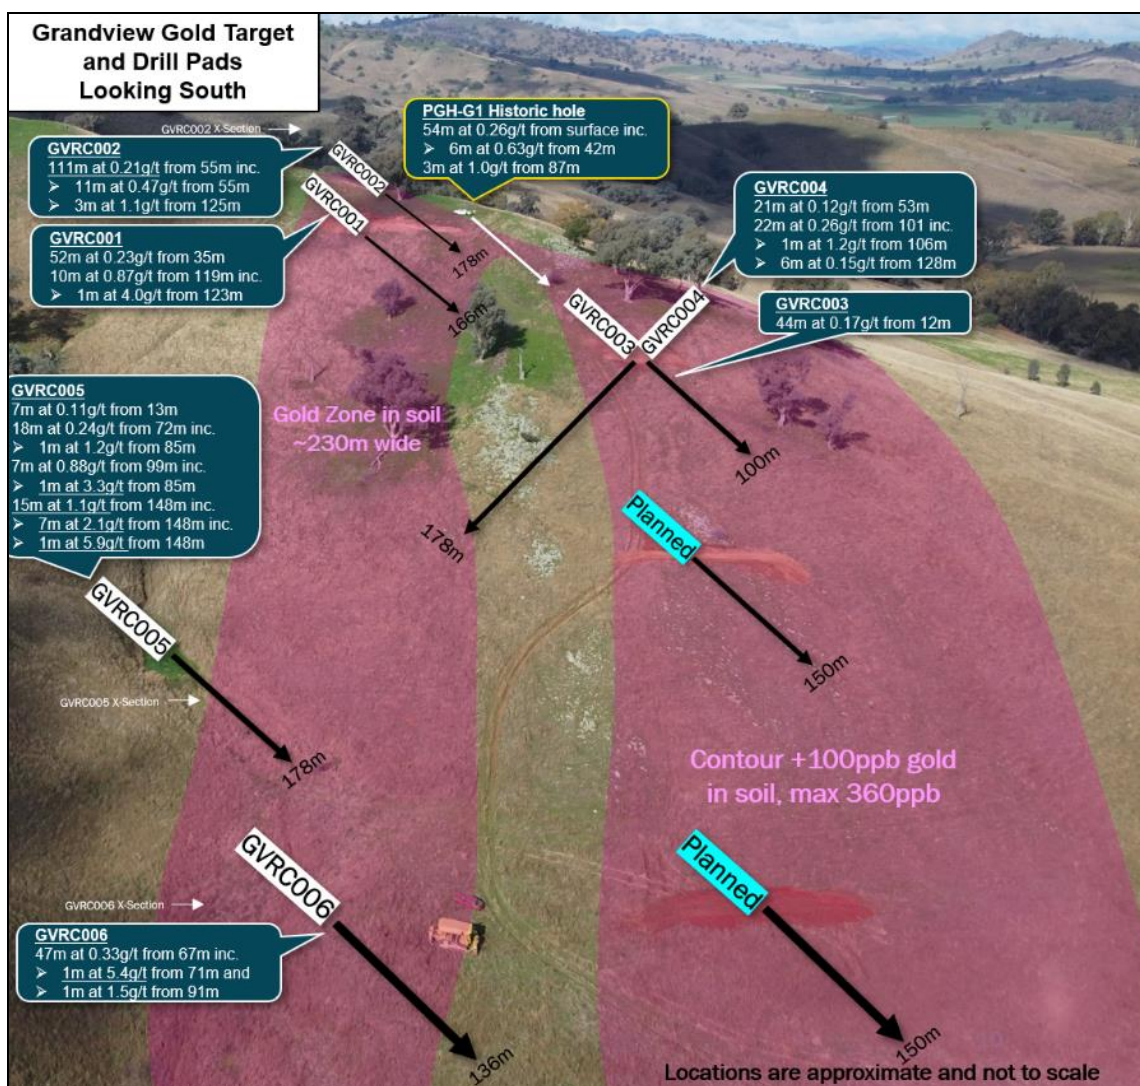 Grandview Gold Target
and Drill Pads
Looking South
GVRC002 X-Section
PGH-G1 Historic hole
54m at 0.26g/t from surface inc.
➢ 6m at 0.63g/t from 42m
3m at 1.0g/t from 87m
GVRC002
111m at 0.21g/t from 55m inc.
➢ 11m at 0.47g/t from 55m
➢ 3m at 1.1g/t from 125m
GVRC002
178m
GVRC001
52m at 0.23g/t from 35m
10m at 0.87g/t from 119m inc.
➢ 1m at 4.0g/t from 123m
GVRC001
166m
GVRC004
21m at 0.12g/t from 53m
22m at 0.26g/t from 101 inc.
➢ 1m at 1.2g/t from 106m
➢ 6m at 0.15g/t from 128m
GVRC003
44m at 0.17g/t from 12m
GVRC003
GVRC004
178m
100m
GVRC005
7m at 0.11g/t from 13m
18m at 0.24g/t from 72m inc.
➢ 1m at 1.2g/t from 85m
7m at 0.88g/t from 99m inc.
➢ 1m at 3.3g/t from 85m
15m at 1.1g/t from 148m inc.
➢ 7m at 2.1g/t from 148m inc.
➢ 1m at 5.9g/t from 148m
Gold Zone in soil
~230m wide
Planned
150m
GVRC005
GVRC005 X-Section
178m
Contour +100ppb gold
in soil, max 360ppb
GVRC006
GVRC006 X-Section
136m
Planned
150m
GVRC006
47m at 0.33g/t from 67m inc.
➢ 1m at 5.4g/t from 71m and
➢ 1m at 1.5g/t from 91m
Locations are approximate and not to scale